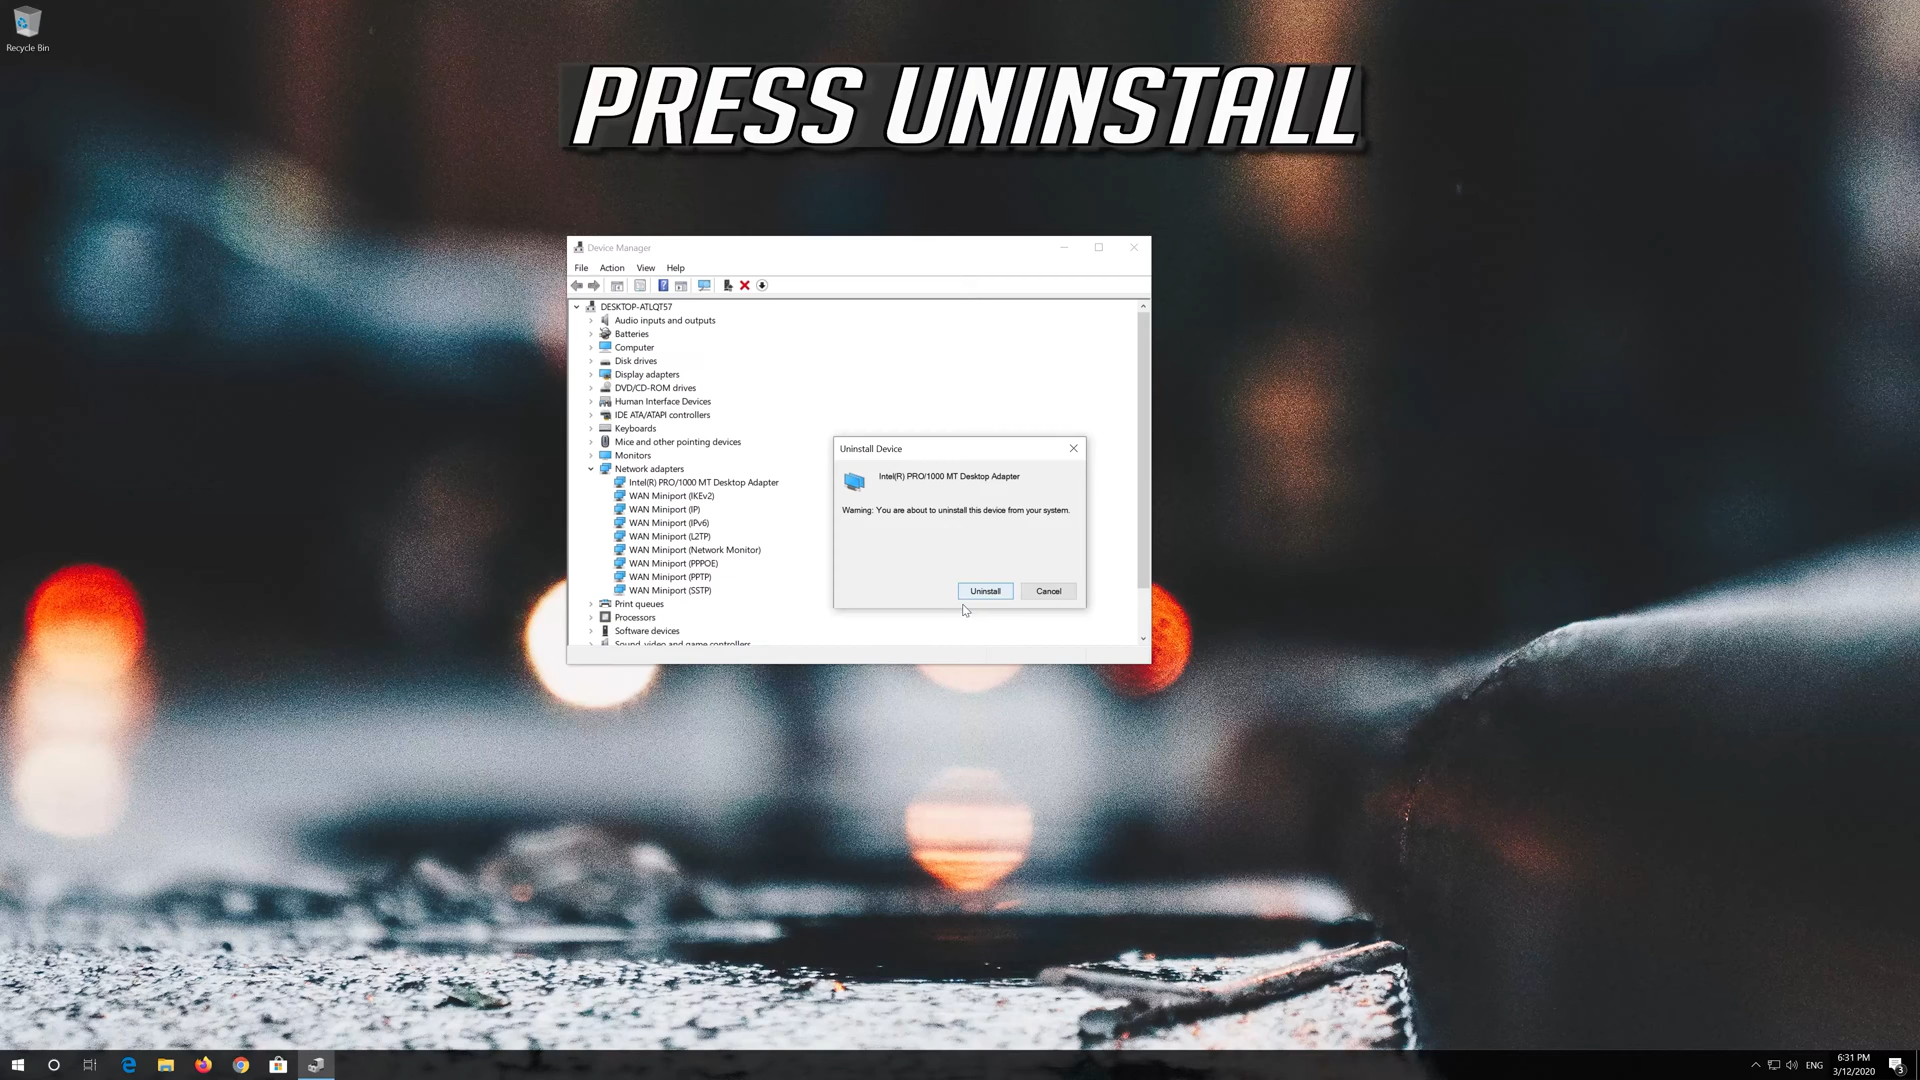 Recycle Bin
PRESS UNINSTALL
Device Manager
File Action View Help
DESKTOP-ATLQT57
Audio inputs and outputs
Batteries
Computer
Disk drives
Display adapters
DVD/CD-ROM drives
Human Interface Devices
IDE ATA/ATAPI controllers
Keyboards
Mice and other pointing devices
Monitors
Network adapters
Intel(R) PRO/1000 MT Desktop Adapter
WAN Miniport (IKEv2)
WAN Miniport (IP)
WAN Miniport (IPv6)
WAN Miniport (L2TP)
WAN Miniport (Network Monitor)
WAN Miniport (PPPOE)
WAN Miniport (PPTP)
WAN Miniport (SSTP)
Print queues
Processors
Software devices
Sound, video and game controllers
Uninstall Device
Intel(R) PRO/1000 MT Desktop Adapter
Warning: You are about to uninstall this device from your system.
Uninstall Cancel
ENG
6:31 PM
3/12/2020
3